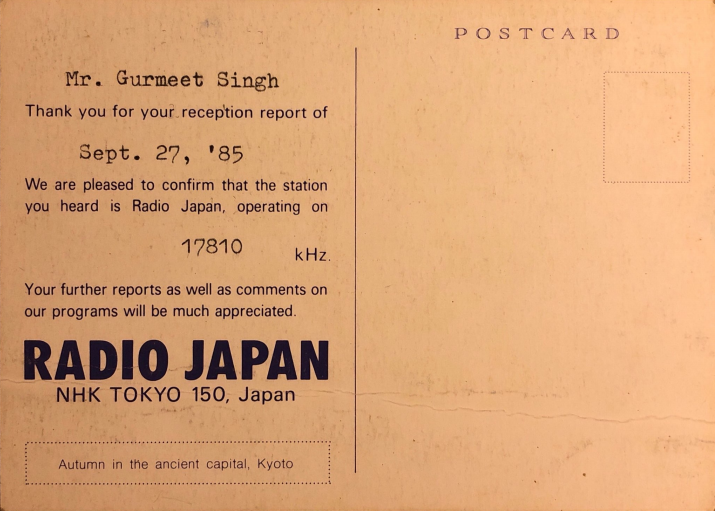 POSTCARD
Mr. Gurmeet Singh
Thank you for your reception report of
Sept. 27, '85
We are pleased to confirm that the station
you heard is Radio Japan, operating on
17810 kHz.
Your further reports as well as comments on
our programs will be much appreciated.
RADIO JAPAN
NHK TOKYO 150, Japan
Autumn in the ancient capital, Kyoto